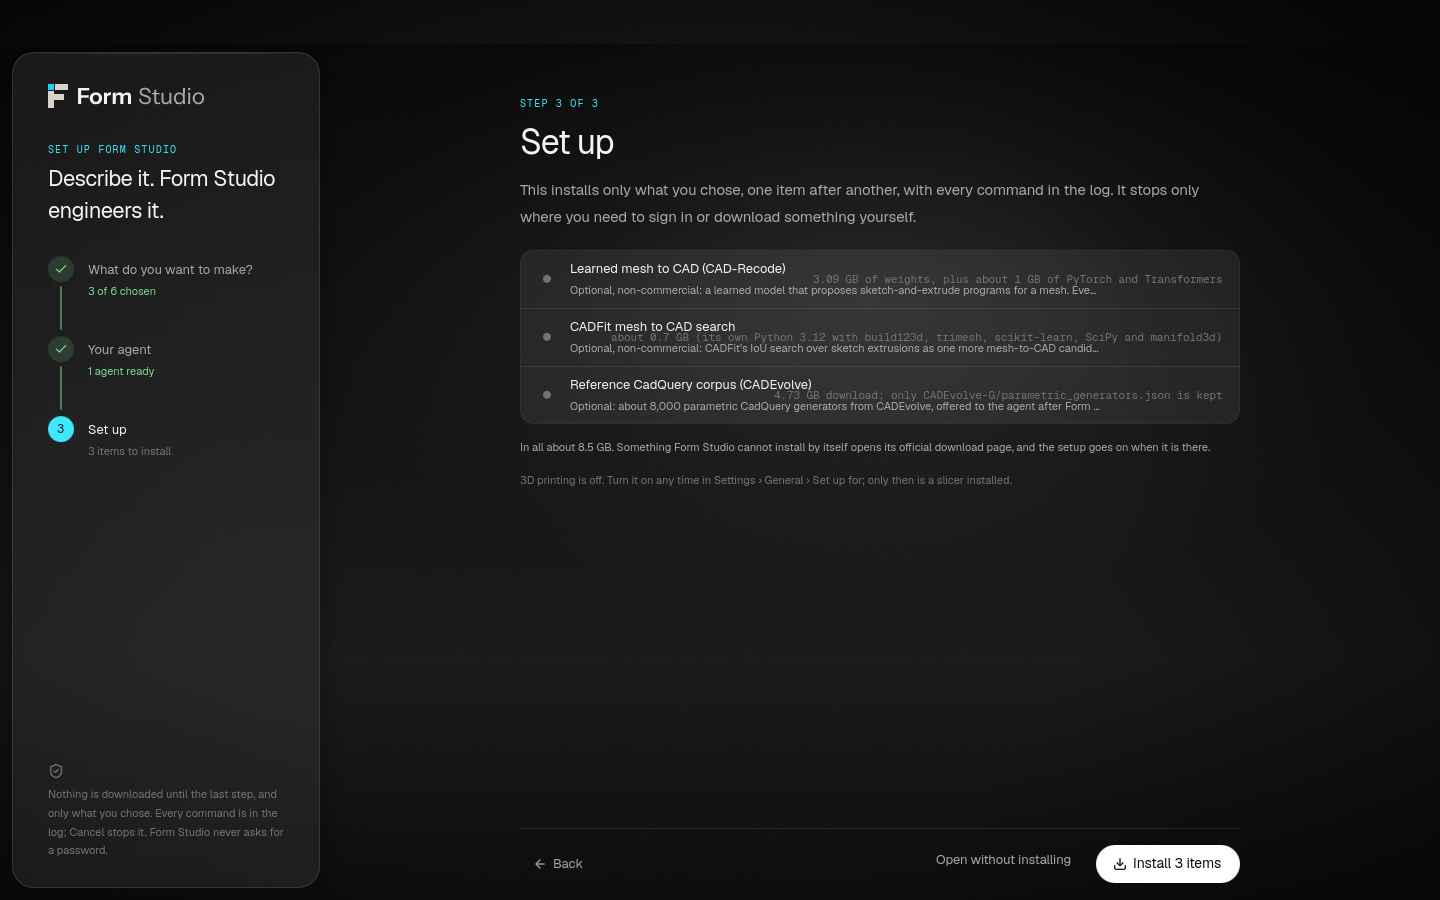 Form Studio
SET UP FORM STUDIO
Describe it. Form Studio
engineers it.
What do you want to make?
3 of 6 chosen
Your agent
1 agent ready
3
Set up
3 items to install
Nothing is downloaded until the last step, and
only what you chose. Every command is in the
log; Cancel stops it. Form Studio never asks for
a password.
STEP 3 OF 3
Set up
This installs only what you chose, one item after another, with every command in the log. It stops only
where you need to sign in or download something yourself.
Learned mesh to CAD (CAD-Recode)
3.09 GB of weights, plus about 1 GB of PyTorch and Transformers
Optional, non-commercial: a learned model that proposes sketch-and-extrude programs for a mesh. Eve…
CADFit mesh to CAD search
about 0.7 GB (its own Python 3.12 with build123d, trimesh, scikit-learn, SciPy and manifold3d)
Optional, non-commercial: CADFit's IoU search over sketch extrusions as one more mesh-to-CAD candid…
Reference CadQuery corpus (CADEvolve)
4.73 GB download; only CADEvolve-G/parametric_generators.json is kept
Optional: about 8,000 parametric CadQuery generators from CADEvolve, offered to the agent after Form …
In all about 8.5 GB. Something Form Studio cannot install by itself opens its official download page, and the setup goes on when it is there.
3D printing is off. Turn it on any time in Settings › General › Set up for; only then is a slicer installed.
Back
Open without installing
Install 3 items